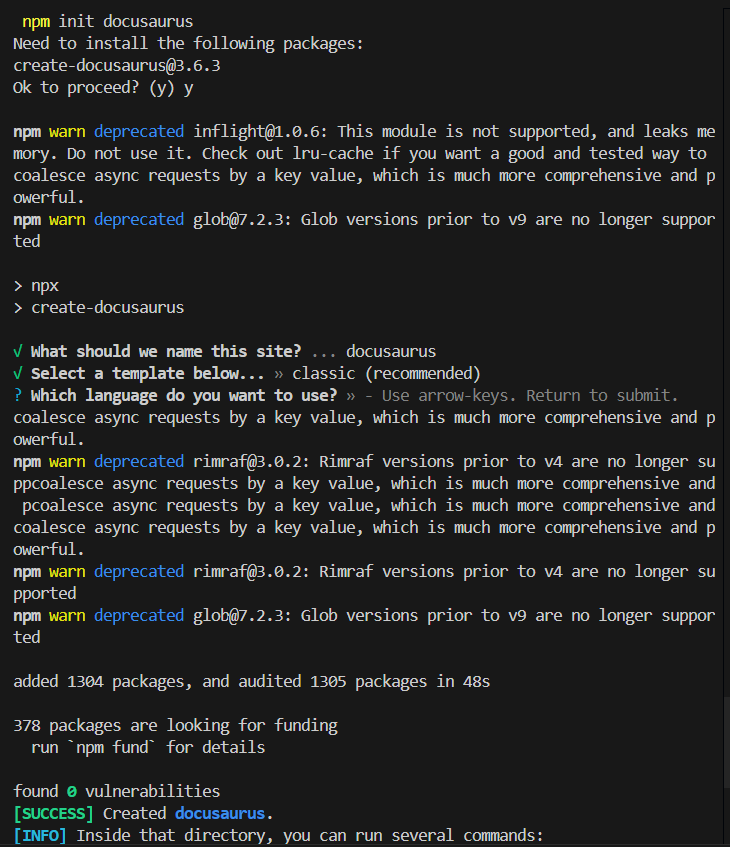 npm init docusaurus
Need to install the following packages:
create-docusaurus@3.6.3
Ok to proceed? (y) y
npm warn deprecated inflight@1.0.6: This module is not supported, and leaks me
mory. Do not use it. Check out lru-cache if you want a good and tested way to
coalesce async requests by a key value, which is much more comprehensive and p
owerful.
npm warn deprecated glob@7.2.3: Glob versions prior to v9 are no longer suppor
ted
> npx
> create-docusaurus
√ What should we name this site? ... docusaurus
√ Select a template below... » classic (recommended)
? Which language do you want to use? » - Use arrow-keys. Return to submit.
coalesce async requests by a key value, which is much more comprehensive and p
owerful.
npm warn deprecated rimraf@3.0.2: Rimraf versions prior to v4 are no longer su
ppcoalesce async requests by a key value, which is much more comprehensive and
 pcoalesce async requests by a key value, which is much more comprehensive and
coalesce async requests by a key value, which is much more comprehensive and p
owerful.
npm warn deprecated rimraf@3.0.2: Rimraf versions prior to v4 are no longer su
pported
npm warn deprecated glob@7.2.3: Glob versions prior to v9 are no longer suppor
ted
added 1304 packages, and audited 1305 packages in 48s
378 packages are looking for funding
  run `npm fund` for details
found 0 vulnerabilities
[SUCCESS] Created docusaurus.
[INFO] Inside that directory, you can run several commands: